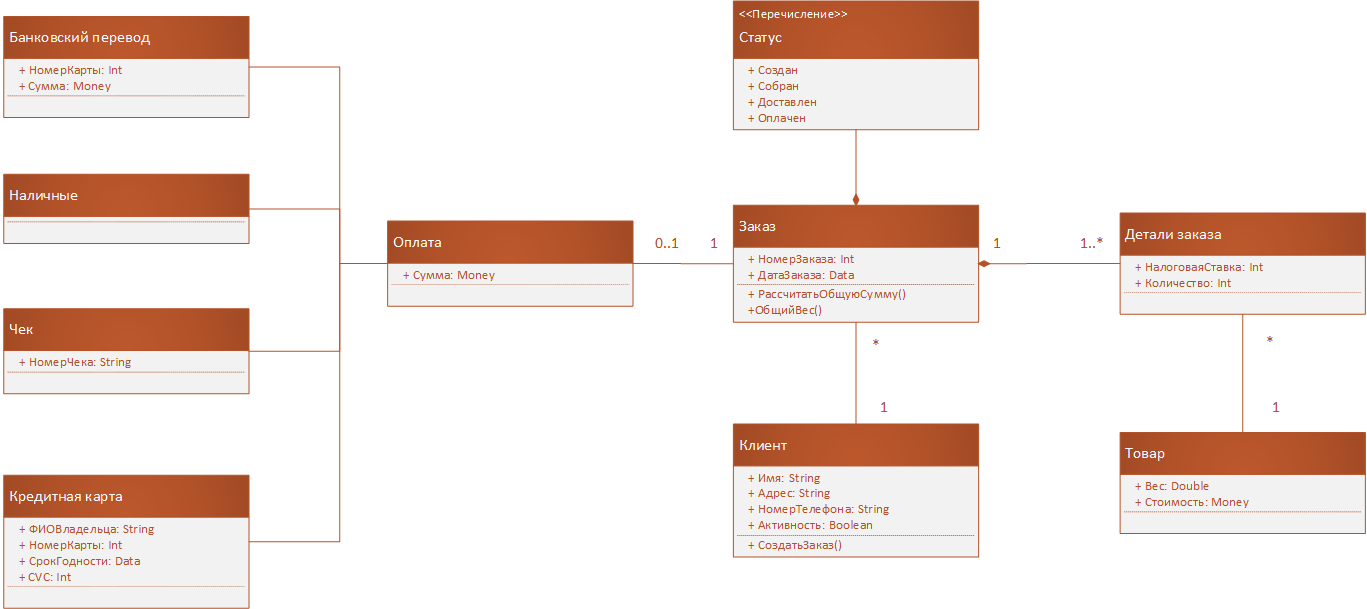 Банковский перевод
+ НомерКарты: Int
+ Сумма: Money
Наличные
Чек
+ НомерЧека: String
Кредитная карта
+ ФИОВладельца: String
+ НомерКарты: Int
+ СрокГодности: Data
+ CVC: Int
Оплата
+ Сумма: Money
0..1
1
<<Перечисление>>
Статус
+ Создан
+ Собран
+ Доставлен
+ Оплачен
Заказ
+ НомерЗаказа: Int
+ ДатаЗаказа: Data
+ РассчитатьОбщуюСумму()
+ОбщийВес()
*
1
Клиент
+ Имя: String
+ Адрес: String
+ НомерТелефона: String
+ Активность: Boolean
+ СоздатьЗаказ()
1
1..*
Детали заказа
+ НалоговаяСтавка: Int
+ Количество: Int
*
1
Товар
+ Вес: Double
+ Стоимость: Money